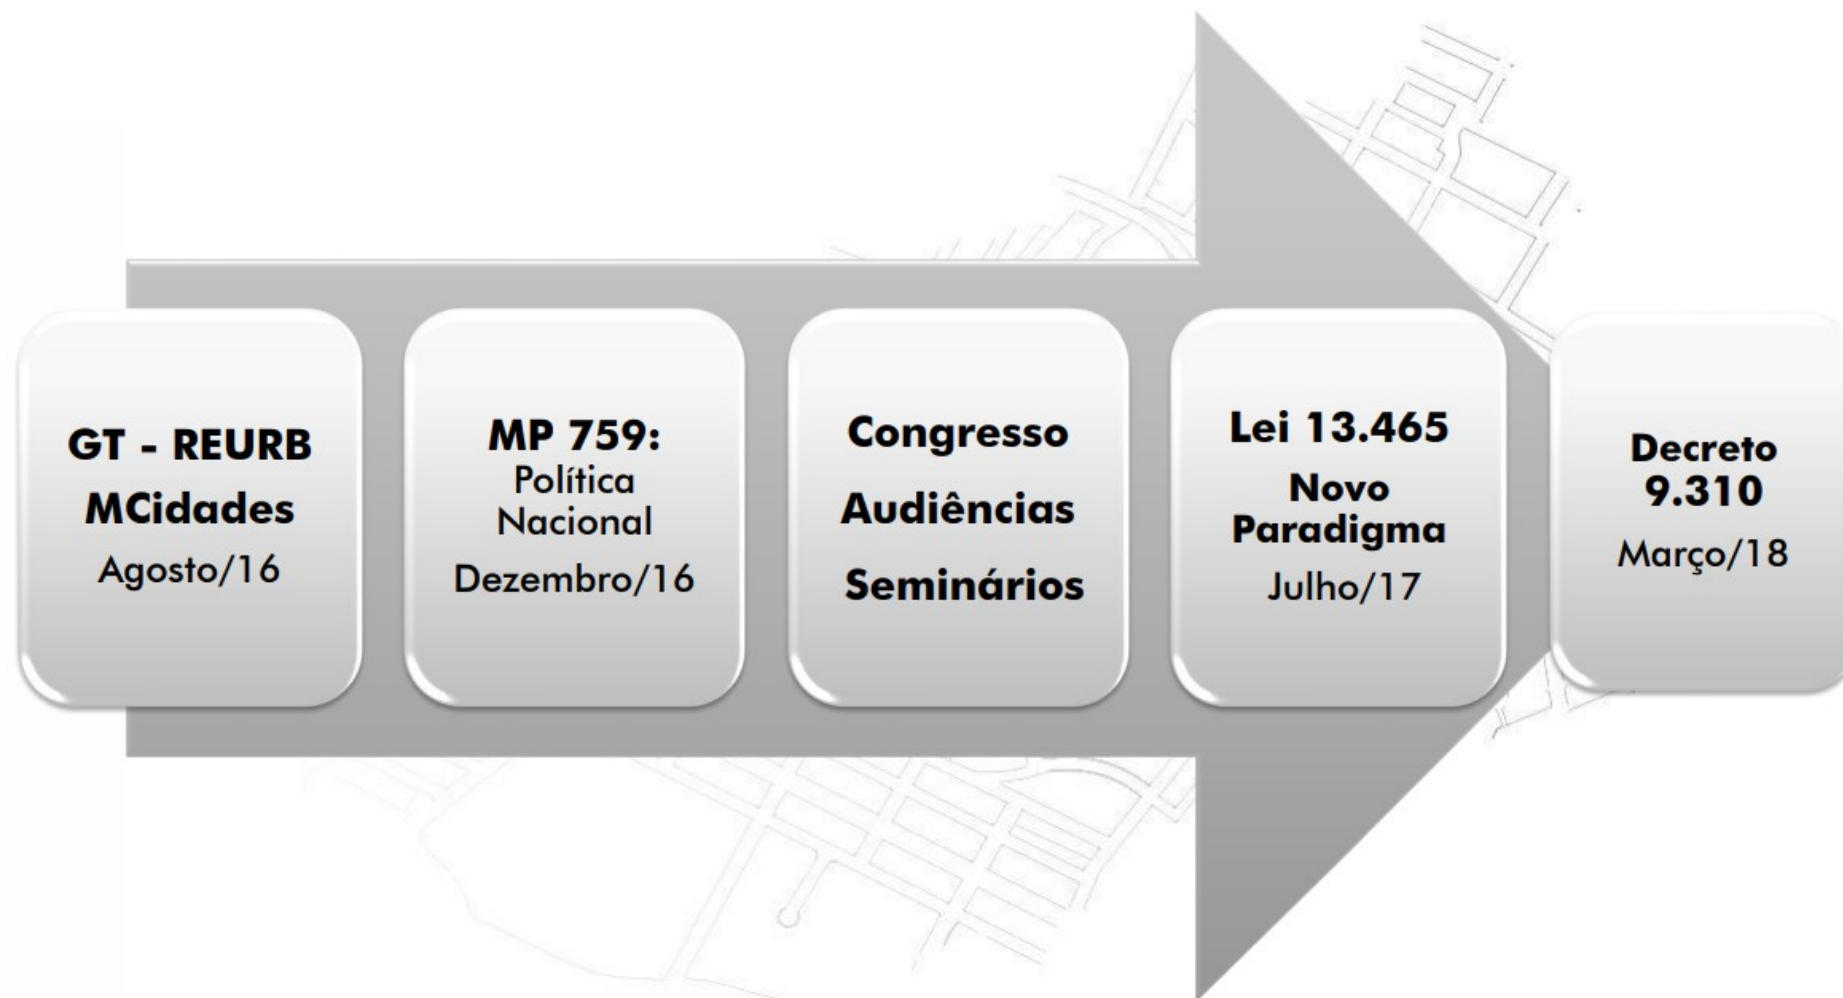 GT - REURB
MCidades
Agosto/16
MP 759:
Política
Nacional
Dezembro/16
Congresso
Audiências
Seminários
Lei 13.465
Novo
Paradigma
Julho/17
Decreto
9.310
Março/18